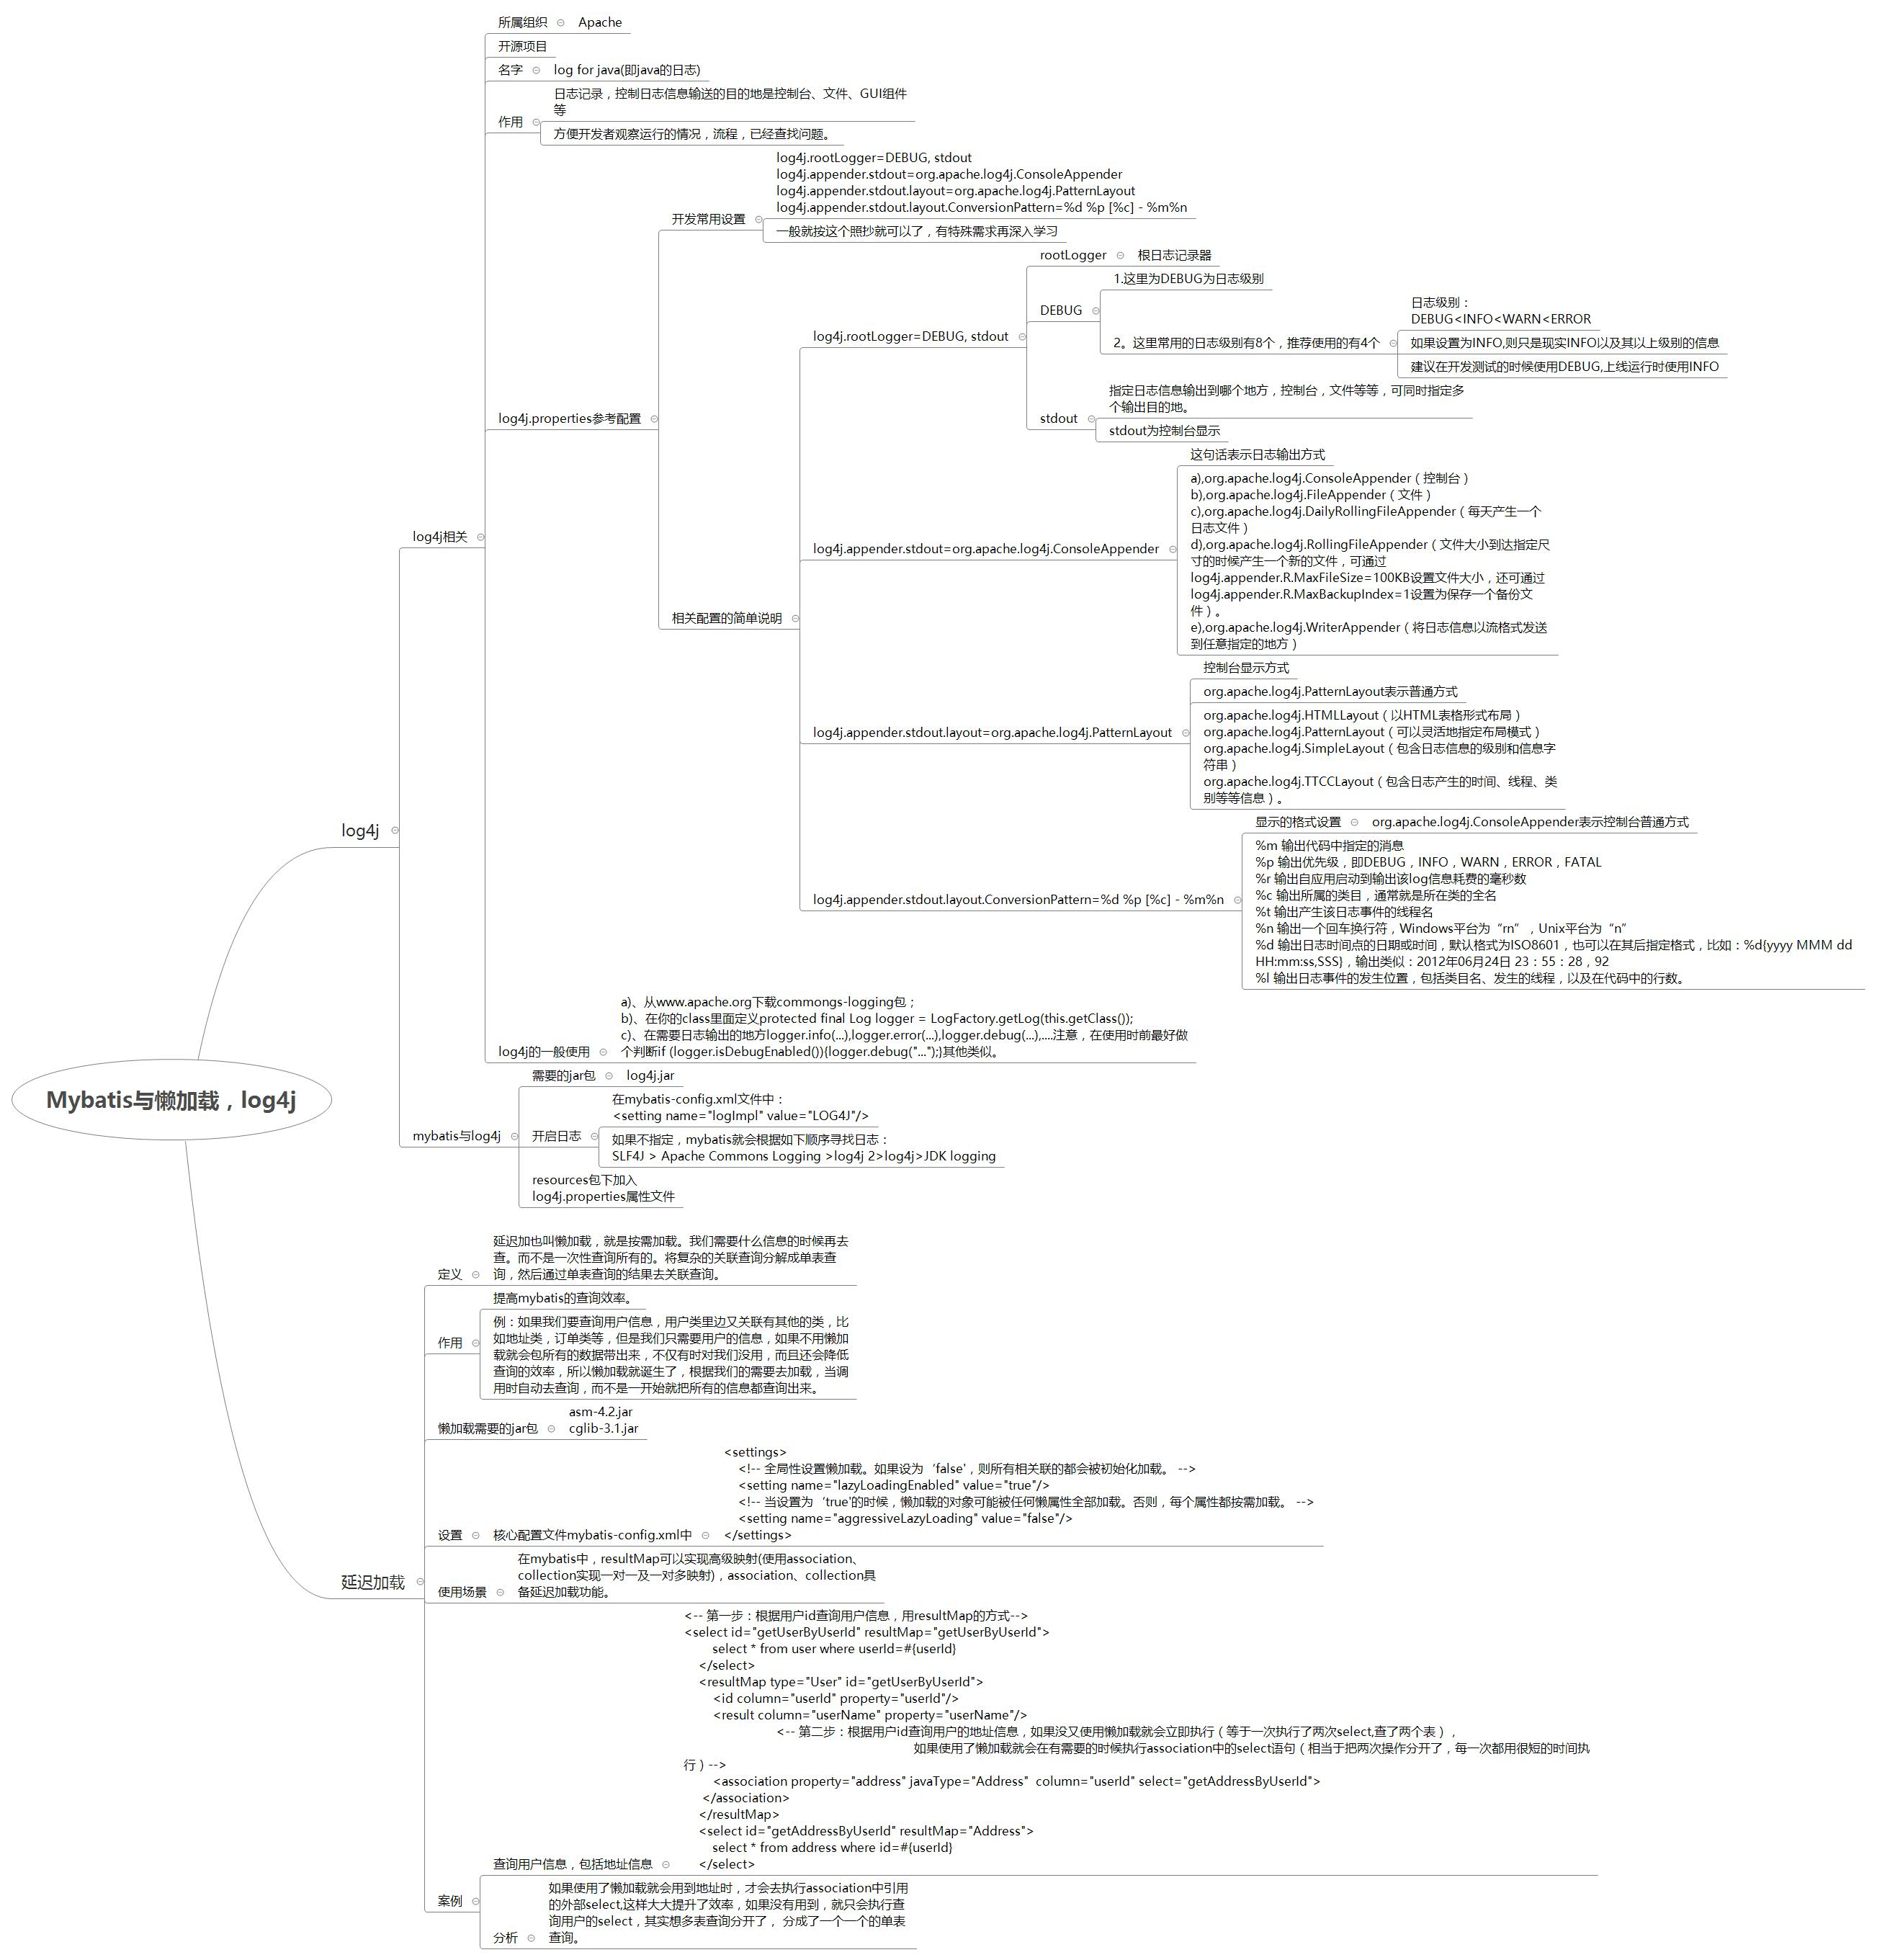 所属组织
Apache
开源项目
名字
log for java(即java的日志)
日志记录，控制日志信息输送的目的地是控制台、文件、GUI组件
等
作用
方便开发者观察运行的情况，流程，已经查找问题。
log4j.rootLogger=DEBUG, stdout
log4j.appender.stdout=org.apache.log4j.ConsoleAppender
log4j.appender.stdout.layout=org.apache.log4j.PatternLayout
log4j.appender.stdout.layout.ConversionPattern=%d %p [%c] - %m%n
开发常用设置
一般就按这个照抄就可以了，有特殊需求再深入学习
rootLogger
根日志记录器
1.这里为DEBUG为日志级别
DEBUG
日志级别：
DEBUG<INFO<WARN<ERROR
log4j.rootLogger=DEBUG, stdout
2。这里常用的日志级别有8个，推荐使用的有4个
如果设置为INFO,则只是现实INFO以及其以上级别的信息
建议在开发测试的时候使用DEBUG,上线运行时使用INFO
指定日志信息输出到哪个地方，控制台，文件等等，可同时指定多
个输出目的地。
log4j.properties参考配置
stdout
stdout为控制台显示
这句话表示日志输出方式
a),org.apache.log4j.ConsoleAppender（控制台）
b),org.apache.log4j.FileAppender（文件）
c),org.apache.log4j.DailyRollingFileAppender（每天产生一个
日志文件）
log4j相关
d),org.apache.log4j.RollingFileAppender（文件大小到达指定尺
log4j.appender.stdout=org.apache.log4j.ConsoleAppender
寸的时候产生一个新的文件，可通过
log4j.appender.R.MaxFileSize=100KB设置文件大小，还可通过
log4j.appender.R.MaxBackupIndex=1设置为保存一个备份文
件）。
相关配置的简单说明
e),org.apache.log4j.WriterAppender（将日志信息以流格式发送
到任意指定的地方）
控制台显示方式
org.apache.log4j.PatternLayout表示普通方式
org.apache.log4j.HTMLLayout（以HTML表格形式布局）
log4j.appender.stdout.layout=org.apache.log4j.PatternLayout
org.apache.log4j.PatternLayout（可以灵活地指定布局模式）
org.apache.log4j.SimpleLayout（包含日志信息的级别和信息字
符串）
org.apache.log4j.TTCCLayout（包含日志产生的时间、线程、类
别等等信息）。
log4j
显示的格式设置
org.apache.log4j.ConsoleAppender表示控制台普通方式
%m 输出代码中指定的消息
%p 输出优先级，即DEBUG，INFO，WARN，ERROR，FATAL
%r 输出自应用启动到输出该log信息耗费的毫秒数
log4j.appender.stdout.layout.ConversionPattern=%d %p [%c] - %m%n
%c 输出所属的类目，通常就是所在类的全名
%t 输出产生该日志事件的线程名
%n 输出一个回车换行符，Windows平台为“rn”，Unix平台为“n”
%d 输出日志时间点的日期或时间，默认格式为ISO8601，也可以在其后指定格式，比如：%d{yyyy MMM dd
HH:mm:ss,SSS}，输出类似：2012年06月24日 23：55：28，92
%l 输出日志事件的发生位置，包括类目名、发生的线程，以及在代码中的行数。
a)、从www.apache.org下载commongs-logging包；
b)、在你的class里面定义protected final Log logger = LogFactory.getLog(this.getClass());
c)、在需要日志输出的地方logger.info(...),logger.error(...),logger.debug(...),....注意，在使用时前最好做
log4j的一般使用
个判断if (logger.isDebugEnabled()){logger.debug("...");}其他类似。
需要的jar包
log4j.jar
Mybatis与懒加载，log4j
在mybatis-config.xml文件中：
<setting name="logImpl" value="LOG4J"/>
mybatis与log4j
开启日志
如果不指定，mybatis就会根据如下顺序寻找日志：
SLF4J > Apache Commons Logging >log4j 2>log4j>JDK logging
resources包下加入
log4j.properties属性文件
延迟加也叫懒加载，就是按需加载。我们需要什么信息的时候再去
查。而不是一次性查询所有的。将复杂的关联查询分解成单表查
定义
询，然后通过单表查询的结果去关联查询。
提高mybatis的查询效率。
作用
例：如果我们要查询用户信息，用户类里边又关联有其他的类，比
如地址类，订单类等，但是我们只需要用户的信息，如果不用懒加
载就会包所有的数据带出来，不仅有时对我们没用，而且还会降低
查询的效率，所以懒加载就诞生了，根据我们的需要去加载，当调
用时自动去查询，而不是一开始就把所有的信息都查询出来。
懒加载需要的jar包
asm-4.2.jar
cglib-3.1.jar
<settings>
<!-- 全局性设置懒加载。如果设为‘false'，则所有相关联的都会被初始化加载。 -->
<setting name="lazyLoadingEnabled" value="true"/>
<!-- 当设置为‘true'的时候，懒加载的对象可能被任何懒属性全部加载。否则，每个属性都按需加载。 -->
<setting name="aggressiveLazyLoading" value="false"/>
设置
核心配置文件mybatis-config.xml中
</settings>
延迟加载
在mybatis中，resultMap可以实现高级映射(使用association、
collection实现一对一及一对多映射)，association、collection具
使用场景
备延迟加载功能。
<-- 第一步：根据用户id查询用户信息，用resultMap的方式-->
<select id="getUserByUserId" resultMap="getUserByUserId">
select * from user where userId=#{userId}
</select>
<resultMap type="User" id="getUserByUserId">
<id column="userId" property="userId"/>
<result column="userName" property="userName"/>
<-- 第二步：根据用户id查询用户的地址信息，如果没又使用懒加载就会立即执行（等于一次执行了两次select,查了两个表），
如果使用了懒加载就会在有需要的时候执行association中的select语句（相当于把两次操作分开了，每一次都用很短的时间执
行）-->
<association property="address" javaType="Address"  column="userId" select="getAddressByUserId">
</association>
</resultMap>
<select id="getAddressByUserId" resultMap="Address">
select * from address where id=#{userId}
查询用户信息，包括地址信息
</select>
案例
如果使用了懒加载就会用到地址时，才会去执行association中引用
的外部select,这样大大提升了效率，如果没有用到，就只会执行查
询用户的select，其实想多表查询分开了， 分成了一个一个的单表
分析
查询。